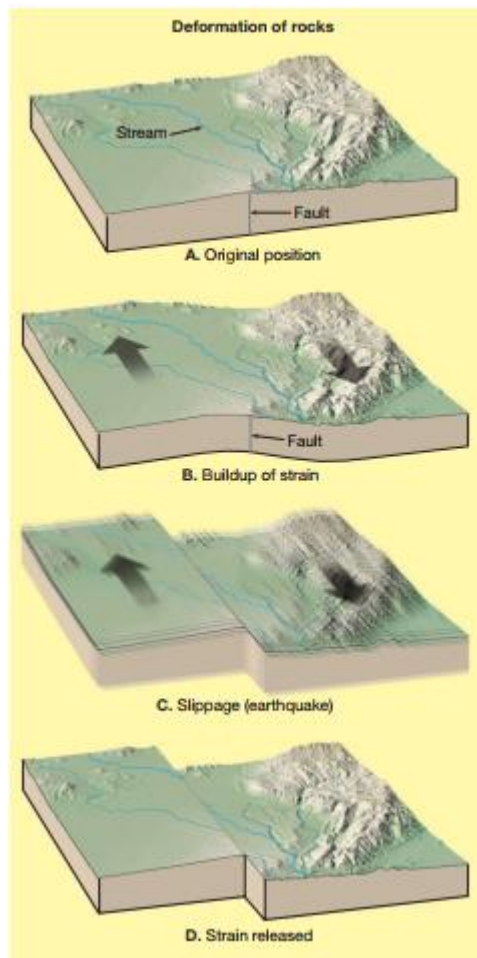 Deformation of rocks
Stream
Fault
A. Original position
Fault
B. Buildup of strain
C. Slippage (earthquake)
D. Strain released